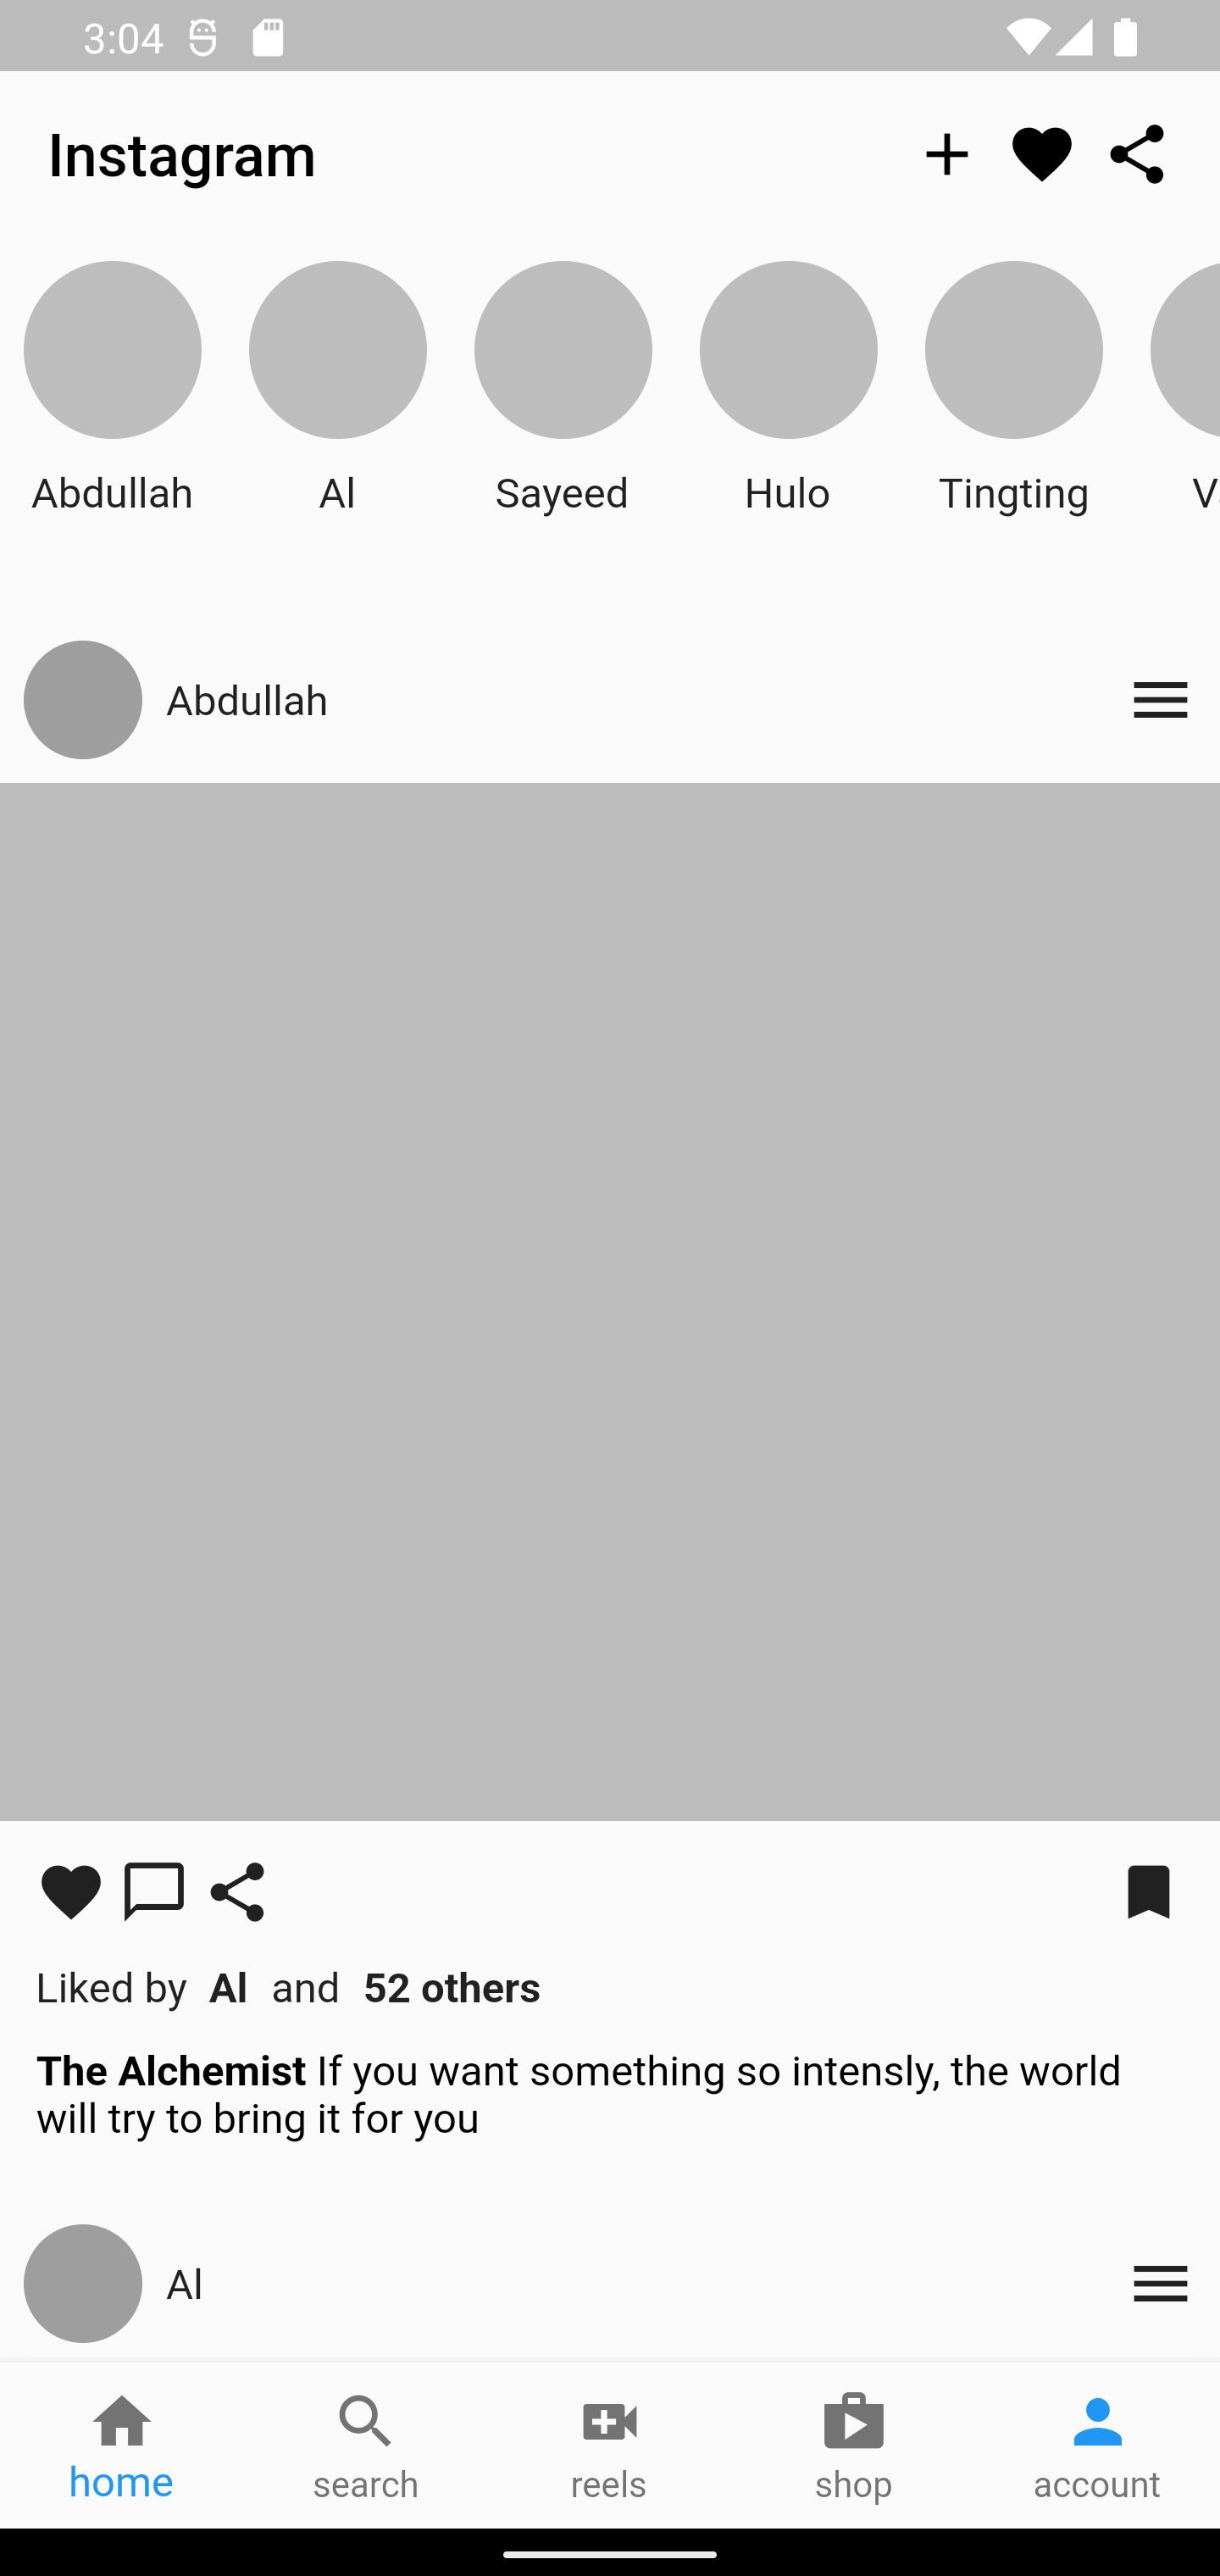 3:04
Instagram
Abdullah Al Sayeed Hulo Tingting
Abdullah
Liked by Al and 52 others
The Alchemist If you want something so intensly, the world
will try to bring it for you
Al
home search reels shop account